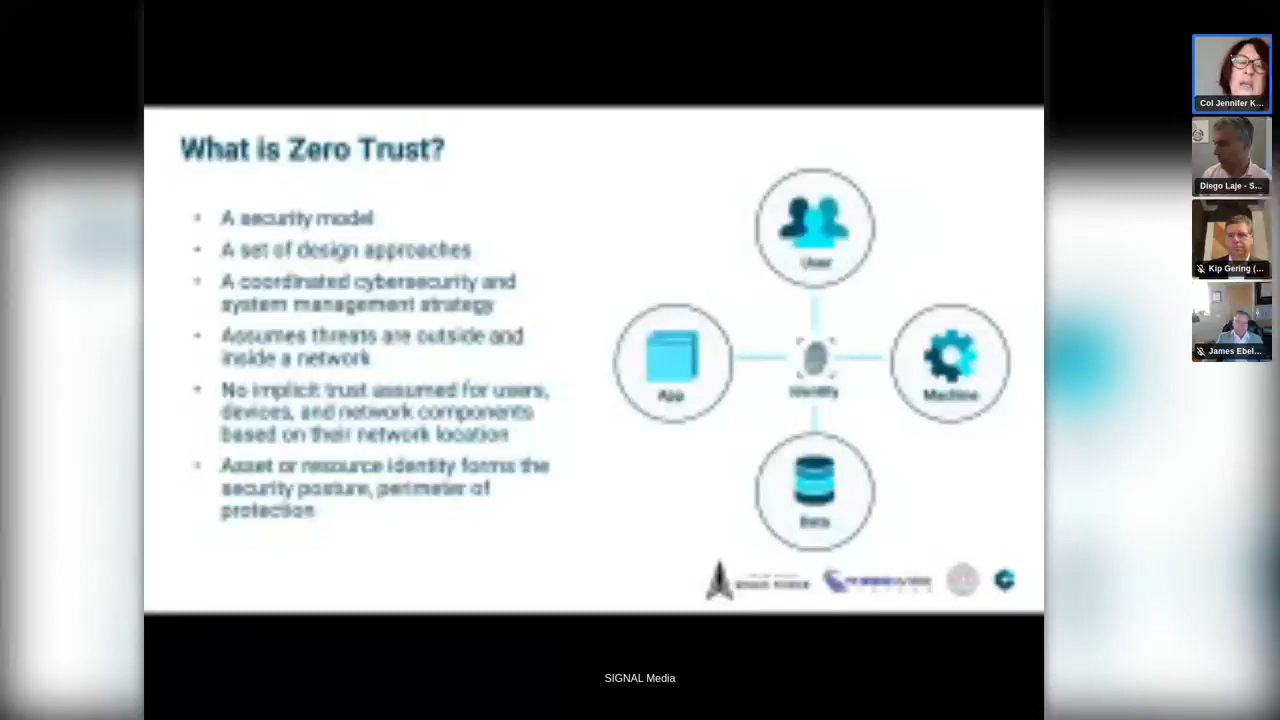 What is Zero Trust?
• A security model
• A set of design approaches
• A coordinated cybersecurity and
system management strategy
• Assumes threats are outside and
inside a network
• No implicit trust assumed for users,
devices, and network components
based on their network location
• Asset or resource identity forms the
security posture, perimeter of
protection
User
App
Identity
Machine
Data
SPACE FORCE
SIGNAL Media
Col Jennifer K...
Diego Laje - S...
Kip Gering (...
James Ebel...